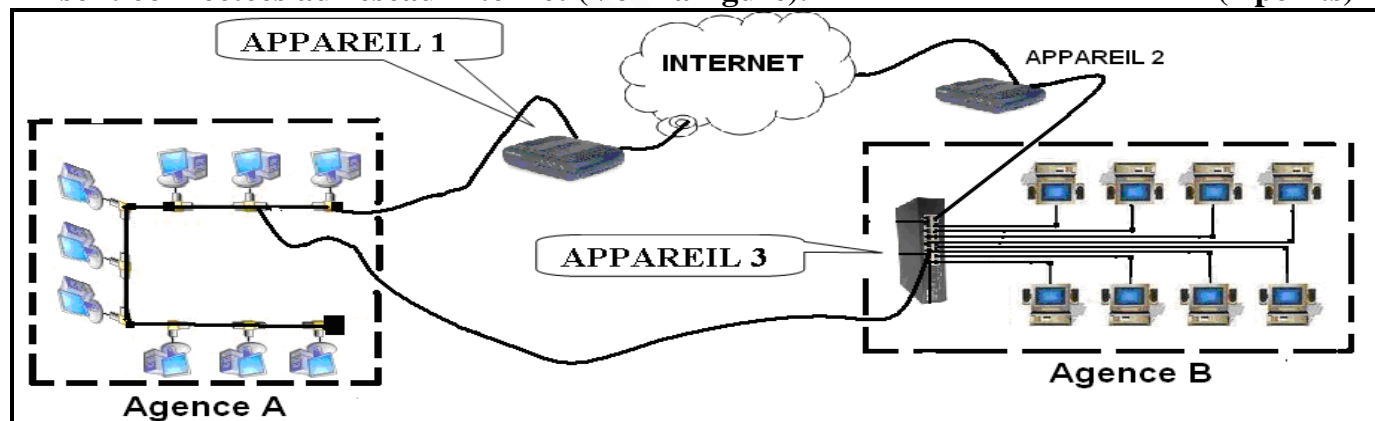 APPAREIL 1
INTERNET
APPAREIL 2
APPAREIL 3
Agence A
Agence B